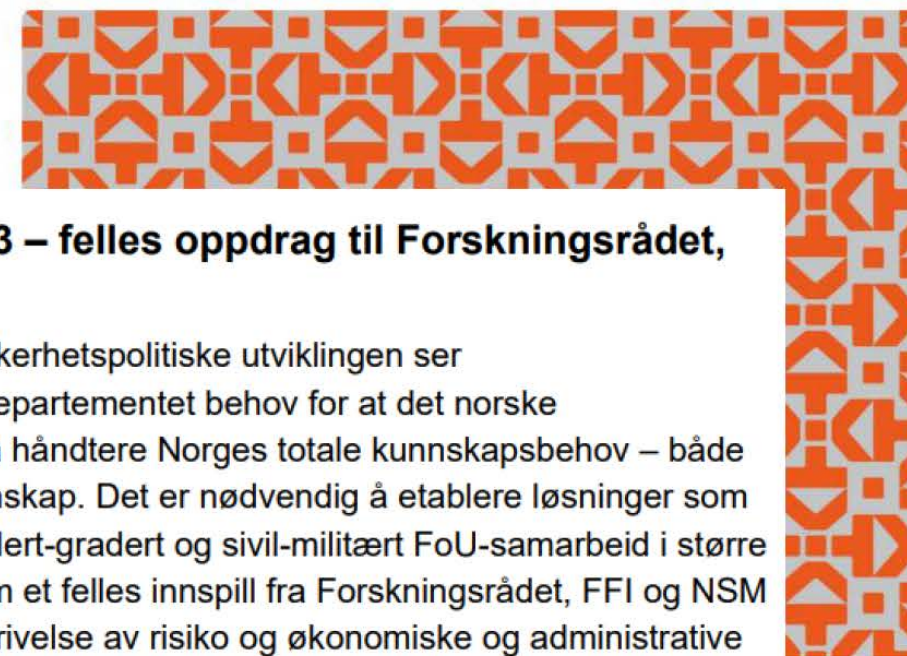 3 – felles oppdrag til Forskningsrådet,
kerhetspolitiske utviklingen ser
epartementet behov for at det norske
håndtere Norges totale kunnskapsbehov – både
nskap. Det er nødvendig å etablere løsninger som
lert-gradert og sivil-militært FoU-samarbeid i større
et felles innspill fra Forskningsrådet, FFI og NSM
rivelse av risiko og økonomiske og administrative